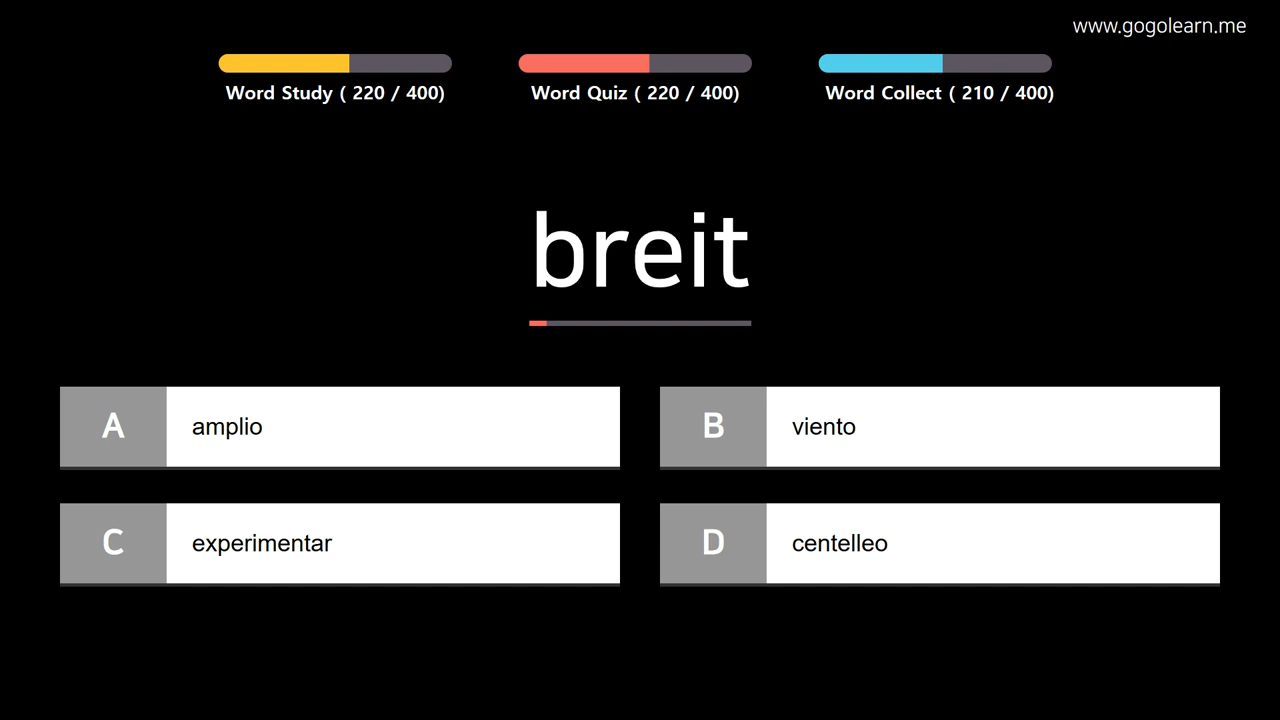 www.gogolearn.me
Word Study ( 220 / 400)
Word Quiz ( 220 / 400)
Word Collect ( 210 / 400)
breit
A
amplio
B
viento
C
experimentar
D
centelleo